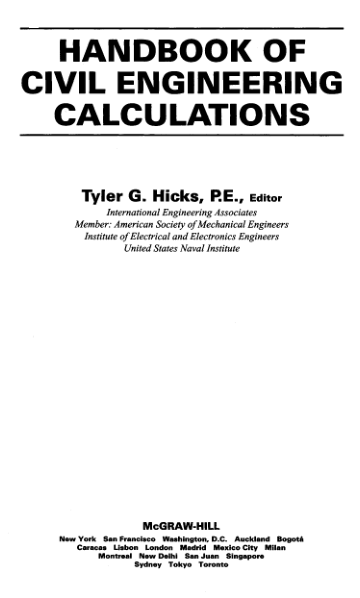 HANDBOOK OF
CIVIL ENGINEERING
CALCULATIONS
Tyler G. Hicks, P.E., Editor
International Engineering Associates
Member: American Society of Mechanical Engineers
Institute of Electrical and Electronics Engineers
United States Naval Institute
McGRAW-HILL
New York San Francisco Washington, D.C. Auckland Bogotá
Caracas Lisbon London Madrid Mexico City Milan
Montreal New Delhi San Juan Singapore
Sydney Tokyo Toronto